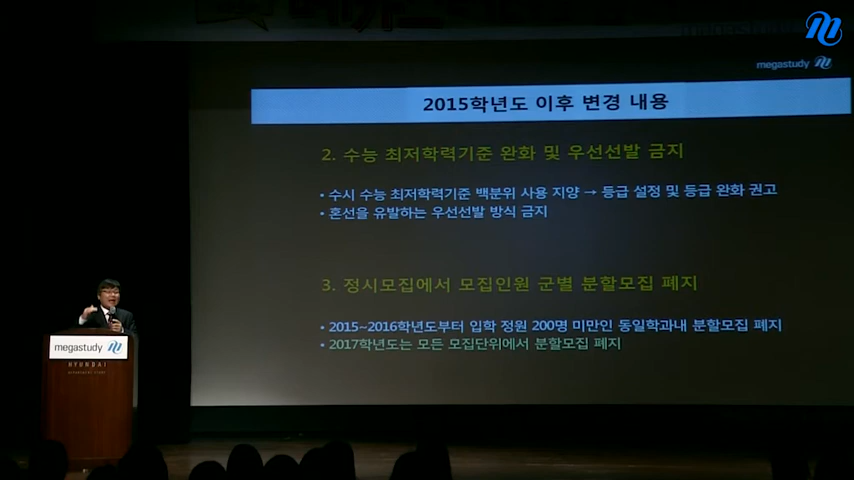 megastudy
2015학년도 이후 변경 내용
2. 수능 최저학력기준 완화 및 우선선발 금지
• 수시 수능 최저학력기준 백분위 사용 지양 → 등급 설정 및 등급 완화 권고
• 혼선을 유발하는 우선선발 방식 금지
3. 정시모집에서 모집인원 군별 분할모집 폐지
• 2015~2016학년도부터 입학 정원 200명 미만인 동일학과내 분할모집 폐지
• 2017학년도는 모든 모집단위에서 분할모집 폐지
megastudy
HYUNDAI